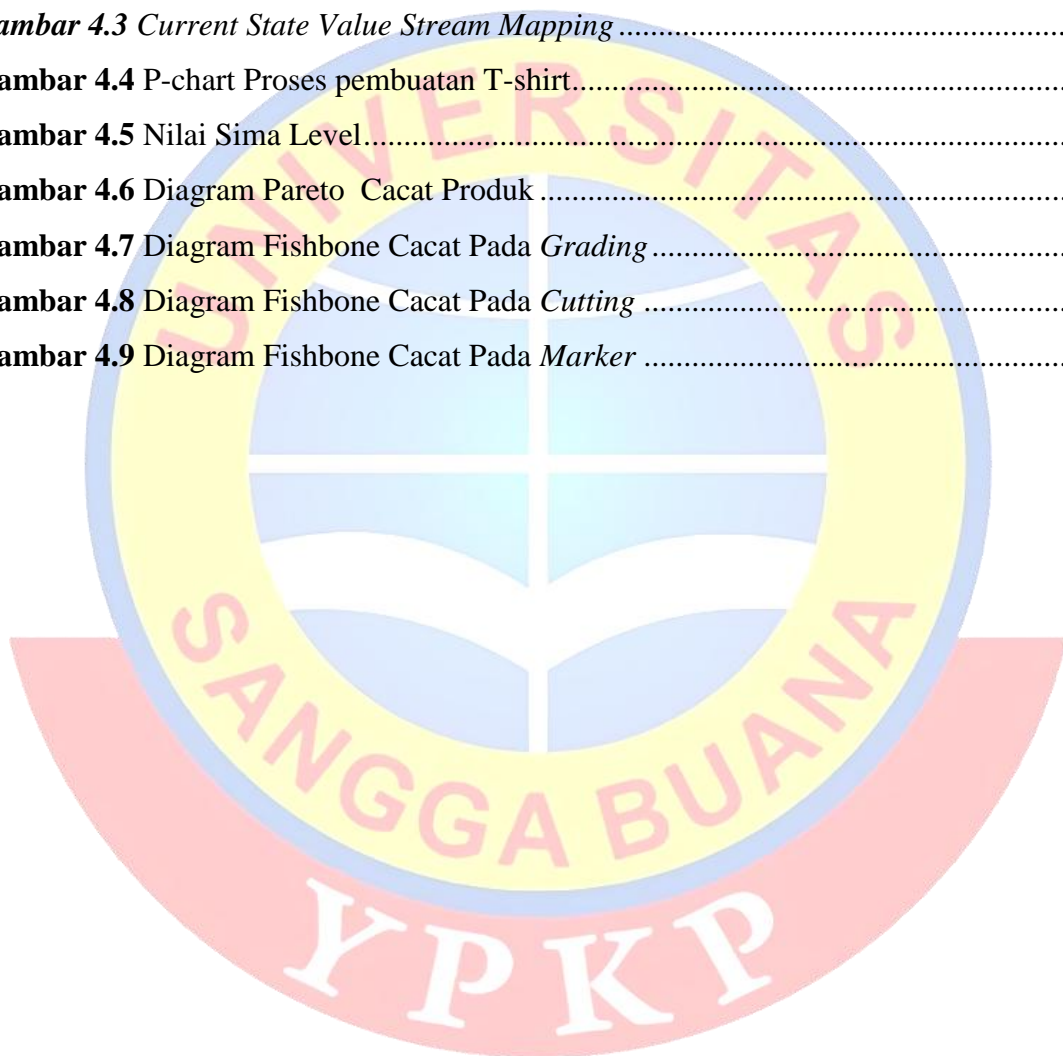 ambar 4.3 Current State Value Stream Mapping ..........
ambar 4.4 P-chart Proses pembuatan T-shirt..........
ambar 4.5 Nilai Sima Level..........
ambar 4.6 Diagram Pareto  Cacat Produk ..........
ambar 4.7 Diagram Fishbone Cacat Pada Grading ..........
ambar 4.8 Diagram Fishbone Cacat Pada Cutting ..........
ambar 4.9 Diagram Fishbone Cacat Pada Marker ..........
UNIVERSITAS
SANGGA BUANA
YPKP